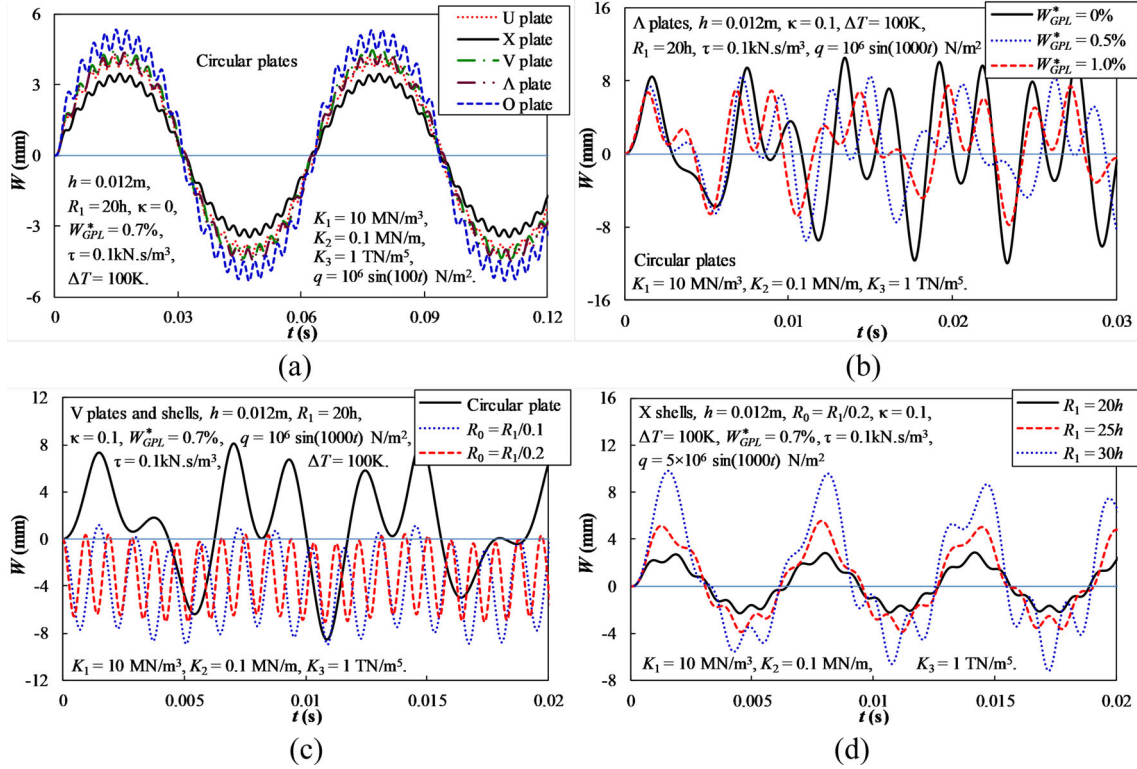 6
3
0
-3
-6
W (mm)
Circular plates
U plate
X plate
V plate
Λ plate
O plate
h = 0.012m,
R₁ = 20h, κ = 0,
W*GPL = 0.7%,
τ = 0.1kN.s/m³,
ΔT = 100K.
K₁ = 10 MN/m³,
K₂ = 0.1 MN/m,
K₃ = 1 TN/m⁵,
q = 10⁶ sin(100t) N/m².
0 0.03 0.06 0.09 0.12
t (s)
(a)
16
8
0
-8
-16
W (mm)
Λ plates, h = 0.012m, κ = 0.1, ΔT = 100K,
R₁ = 20h, τ = 0.1kN.s/m³, q = 10⁶ sin(1000t) N/m²
W*GPL = 0%
W*GPL = 0.5%
W*GPL = 1.0%
Circular plates
K₁ = 10 MN/m³, K₂ = 0.1 MN/m, K₃ = 1 TN/m⁵.
0 0.01 0.02 0.03
t (s)
(b)
12
8
4
0
-4
-8
-12
W (mm)
V plates and shells, h = 0.012m, R₁ = 20h,
κ = 0.1, W*GPL = 0.7%, q = 10⁶ sin(1000t) N/m²,
τ = 0.1kN.s/m³, ΔT = 100K.
Circular plate
R₀ = R₁/0.1
R₀ = R₁/0.2
K₁ = 10 MN/m³, K₂ = 0.1 MN/m, K₃ = 1 TN/m⁵.
0 0.005 0.01 0.015 0.02
t (s)
(c)
16
12
8
4
0
-4
-8
W (mm)
X shells, h = 0.012m, R₀ = R₁/0.2, κ = 0.1,
ΔT = 100K, W*GPL = 0.7%, τ = 0.1kN.s/m³,
q = 5×10⁶ sin(1000t) N/m²
R₁ = 20h
R₁ = 25h
R₁ = 30h
K₁ = 10 MN/m³, K₂ = 0.1 MN/m, K₃ = 1 TN/m⁵.
0 0.005 0.01 0.015 0.02
t (s)
(d)